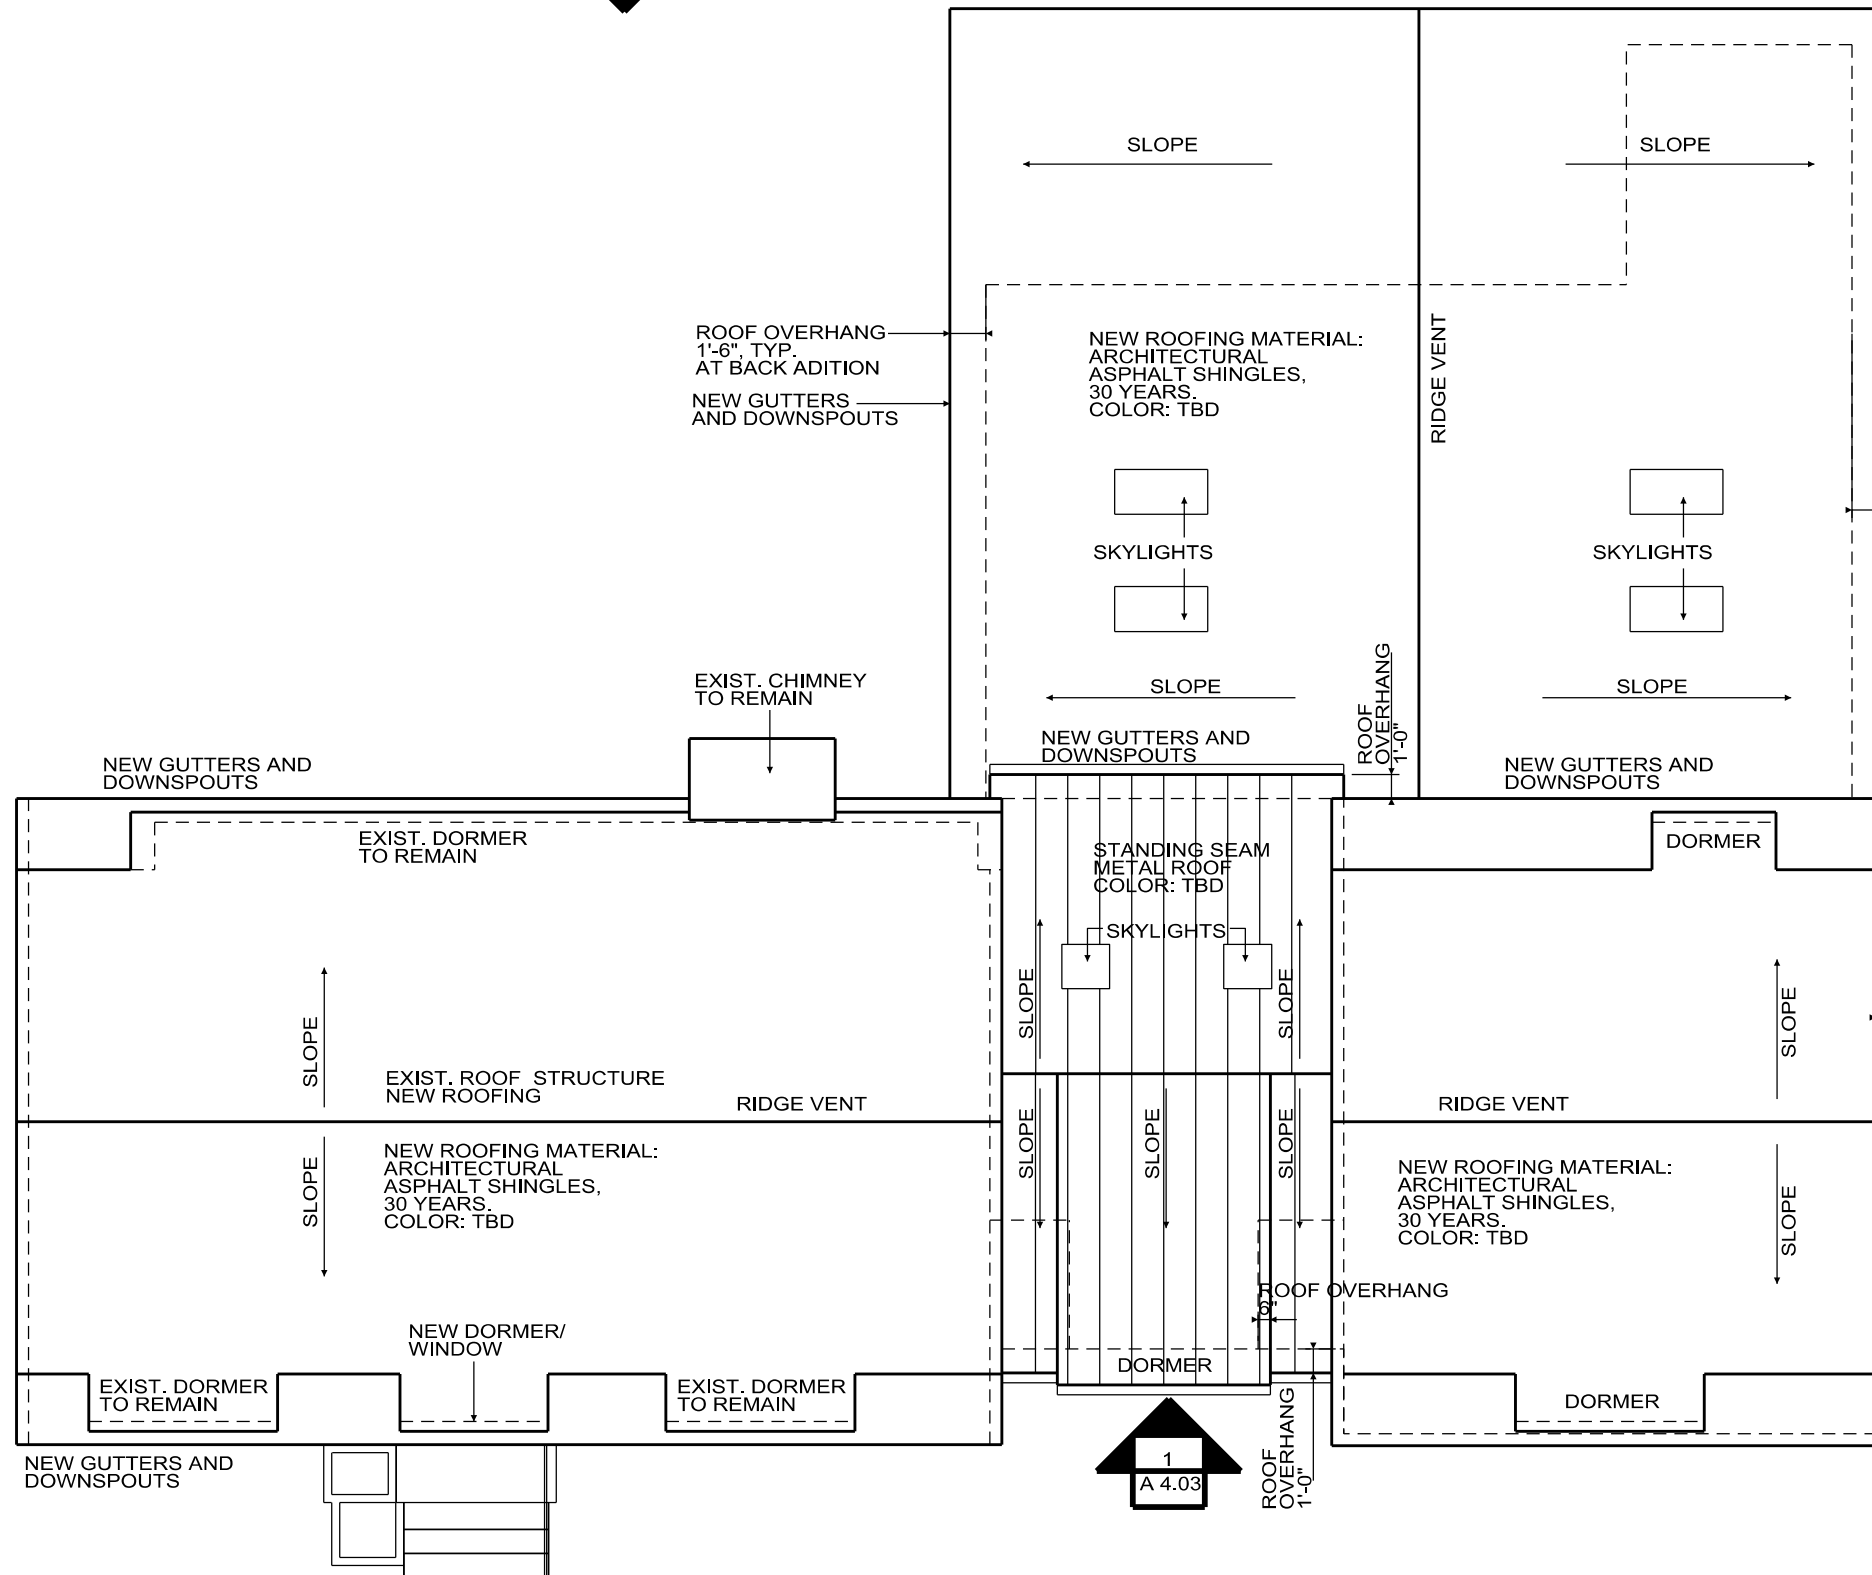 SLOPE
SLOPE
ROOF OVERHANG
1'-6", TYP.
AT BACK ADITION
NEW GUTTERS
AND DOWNSPOUTS
NEW ROOFING MATERIAL:
ARCHITECTURAL
ASPHALT SHINGLES,
30 YEARS.
COLOR: TBD
RIDGE VENT
SKYLIGHTS
SKYLIGHTS
EXIST. CHIMNEY
TO REMAIN
SLOPE
SLOPE
ROOF
OVERHANG
1'-0"
NEW GUTTERS AND
DOWNSPOUTS
NEW GUTTERS AND
DOWNSPOUTS
NEW GUTTERS AND
DOWNSPOUTS
EXIST. DORMER
TO REMAIN
DORMER
STANDING SEAM
METAL ROOF
COLOR: TBD
SKYLIGHTS
SLOPE
SLOPE
SLOPE
SLOPE
EXIST. ROOF  STRUCTURE
NEW ROOFING
RIDGE VENT
RIDGE VENT
SLOPE
NEW ROOFING MATERIAL:
ARCHITECTURAL
ASPHALT SHINGLES,
30 YEARS.
COLOR: TBD
SLOPE
SLOPE
SLOPE
NEW ROOFING MATERIAL:
ARCHITECTURAL
ASPHALT SHINGLES,
30 YEARS.
COLOR: TBD
SLOPE
ROOF OVERHANG
6"
NEW DORMER/
WINDOW
DORMER
EXIST. DORMER
TO REMAIN
EXIST. DORMER
TO REMAIN
DORMER
ROOF
OVERHANG
1'-0"
NEW GUTTERS AND
DOWNSPOUTS
1
A 4.03